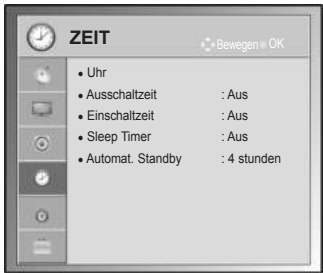 ZEIT
Bewegen OK
• Uhr
• Ausschaltzeit : Aus
• Einschaltzeit : Aus
• Sleep Timer : Aus
• Automat. Standby : 4 stunden